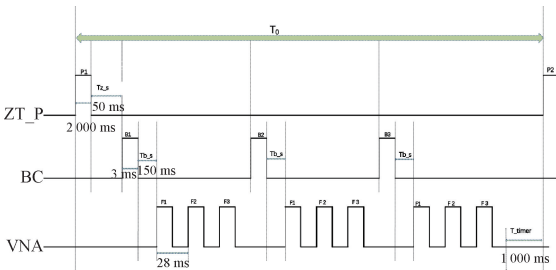 T₀
P1
P2
Tz_s
50 ms
ZT_P
2 000 ms
B1
B2
B3
Tb_s
Tb_s
Tb_s
150 ms
3 ms
BC
F1
F2
F3
F1
F2
F3
F1
F2
F3
T_timer
VNA
28 ms
1 000 ms